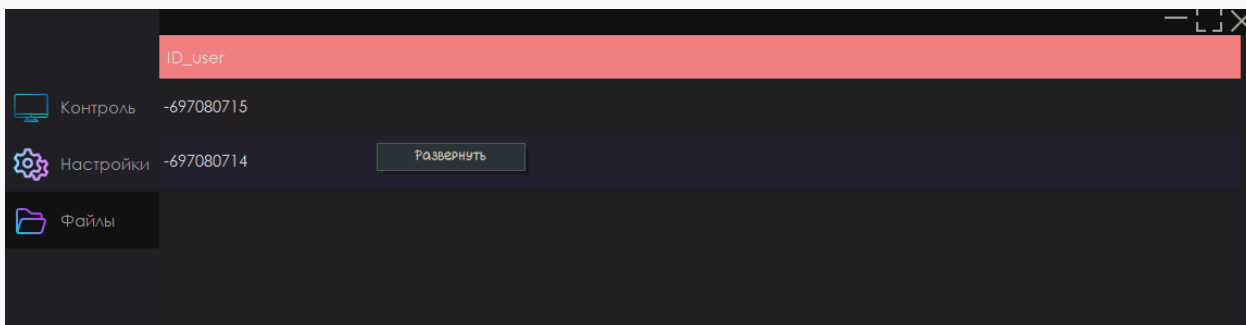 ID_user
Контроль
-697080715
Настройки
-697080714
Развернуть
Файлы